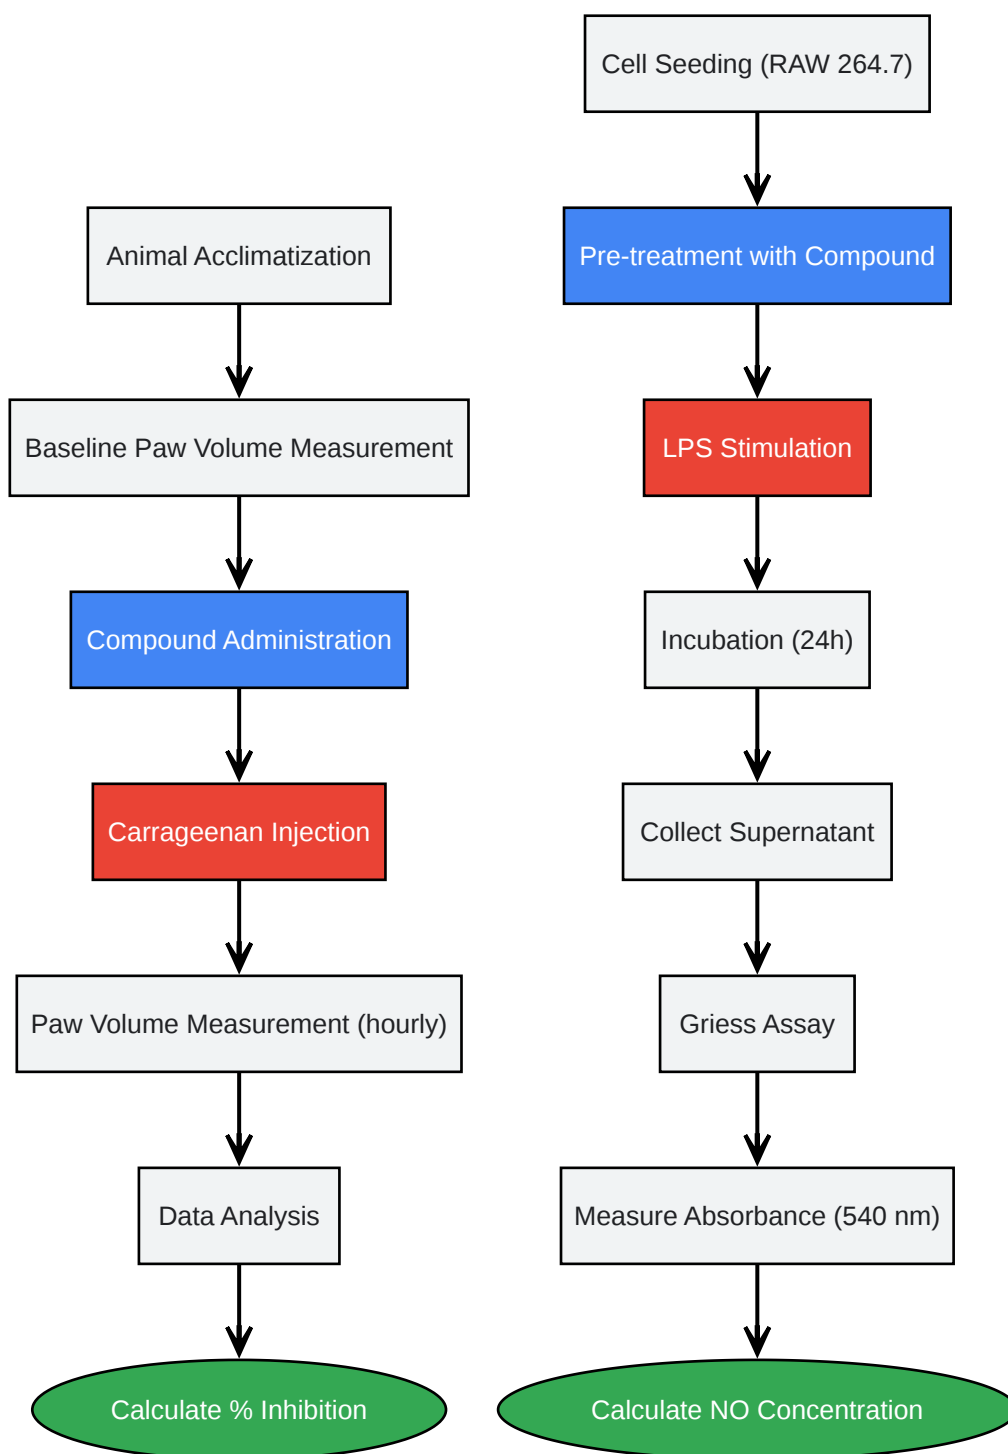 Animal Acclimatization
Baseline Paw Volume Measurement
Compound Administration
Carrageenan Injection
Paw Volume Measurement (hourly)
Data Analysis
Calculate % Inhibition
Cell Seeding (RAW 264.7)
Pre-treatment with Compound
LPS Stimulation
Incubation (24h)
Collect Supernatant
Griess Assay
Measure Absorbance (540 nm)
Calculate NO Concentration